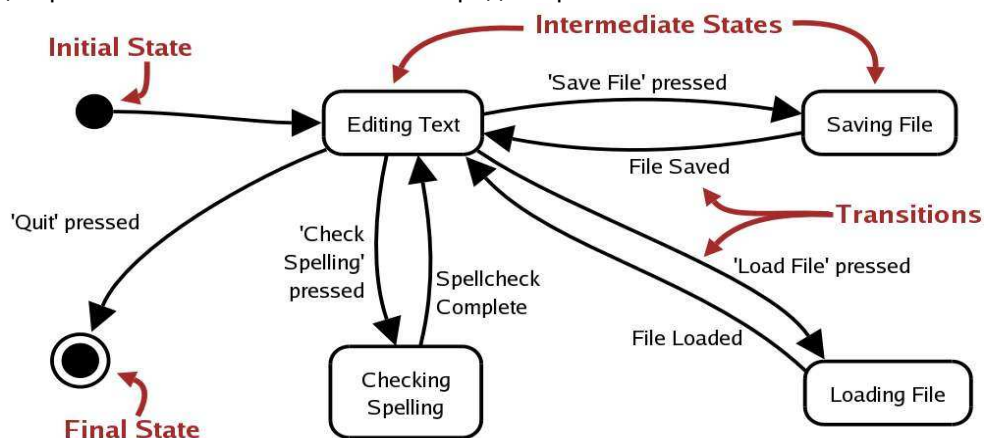 Intermediate States
Initial State
'Save File' pressed
Editing Text
Saving File
File Saved
'Quit' pressed
Transitions
'Check
Spelling'
pressed
Spellcheck
Complete
'Load File' pressed
File Loaded
Checking
Spelling
Loading File
Final State